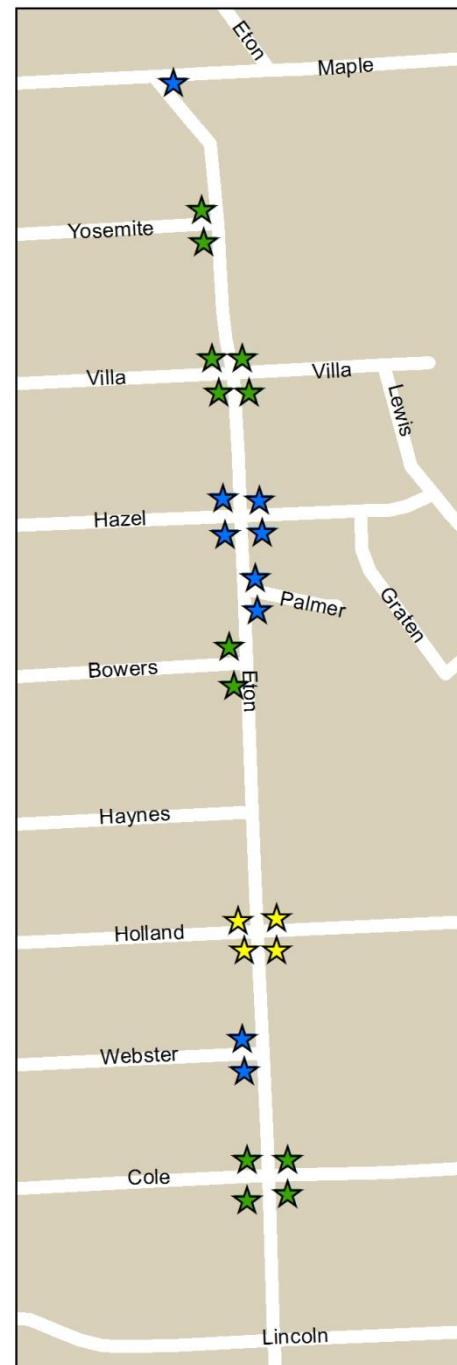 Eton
Maple
Yosemite
Villa
Villa
Lewis
Hazel
Palmer
Graten
Bowers
Eton
Haynes
Holland
Webster
Cole
Lincoln